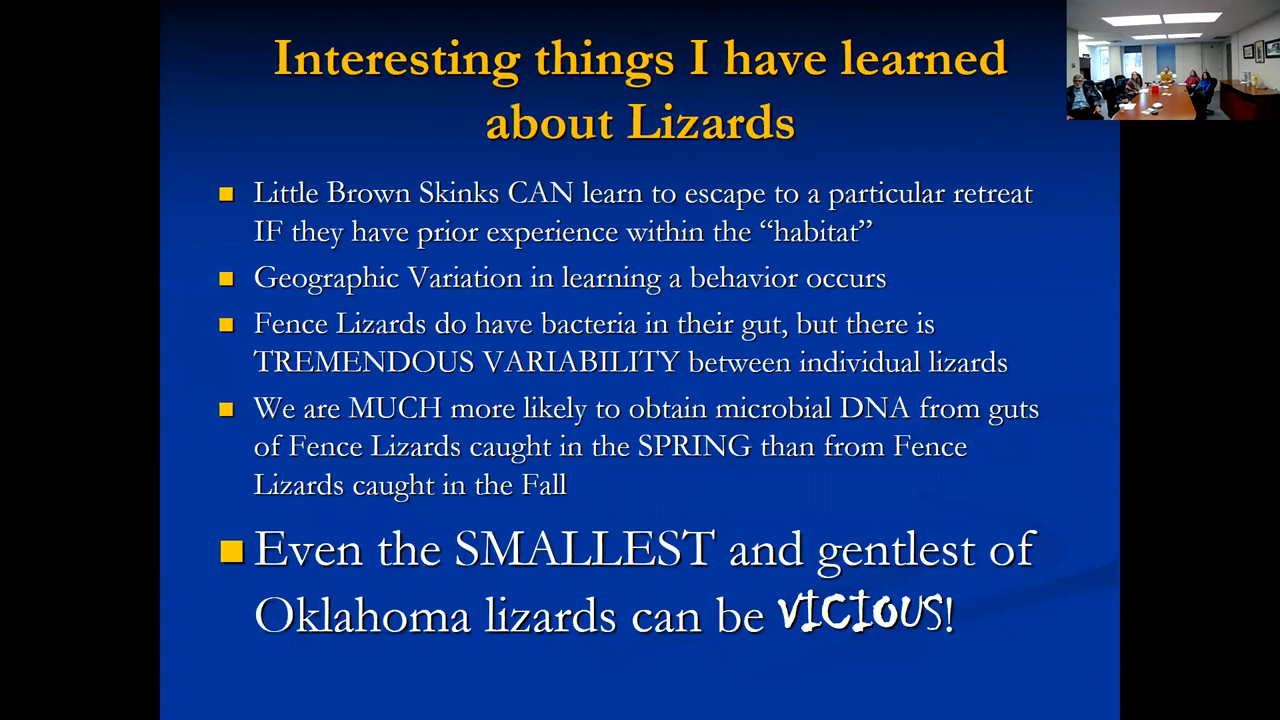 Interesting things I have learned
about Lizards
Little Brown Skinks CAN learn to escape to a particular retreat
IF they have prior experience within the “habitat”
Geographic Variation in learning a behavior occurs
Fence Lizards do have bacteria in their gut, but there is
TREMENDOUS VARIABILITY between individual lizards
We are MUCH more likely to obtain microbial DNA from guts
of Fence Lizards caught in the SPRING than from Fence
Lizards caught in the Fall
Even the SMALLEST and gentlest of
Oklahoma lizards can be VICIOUS!